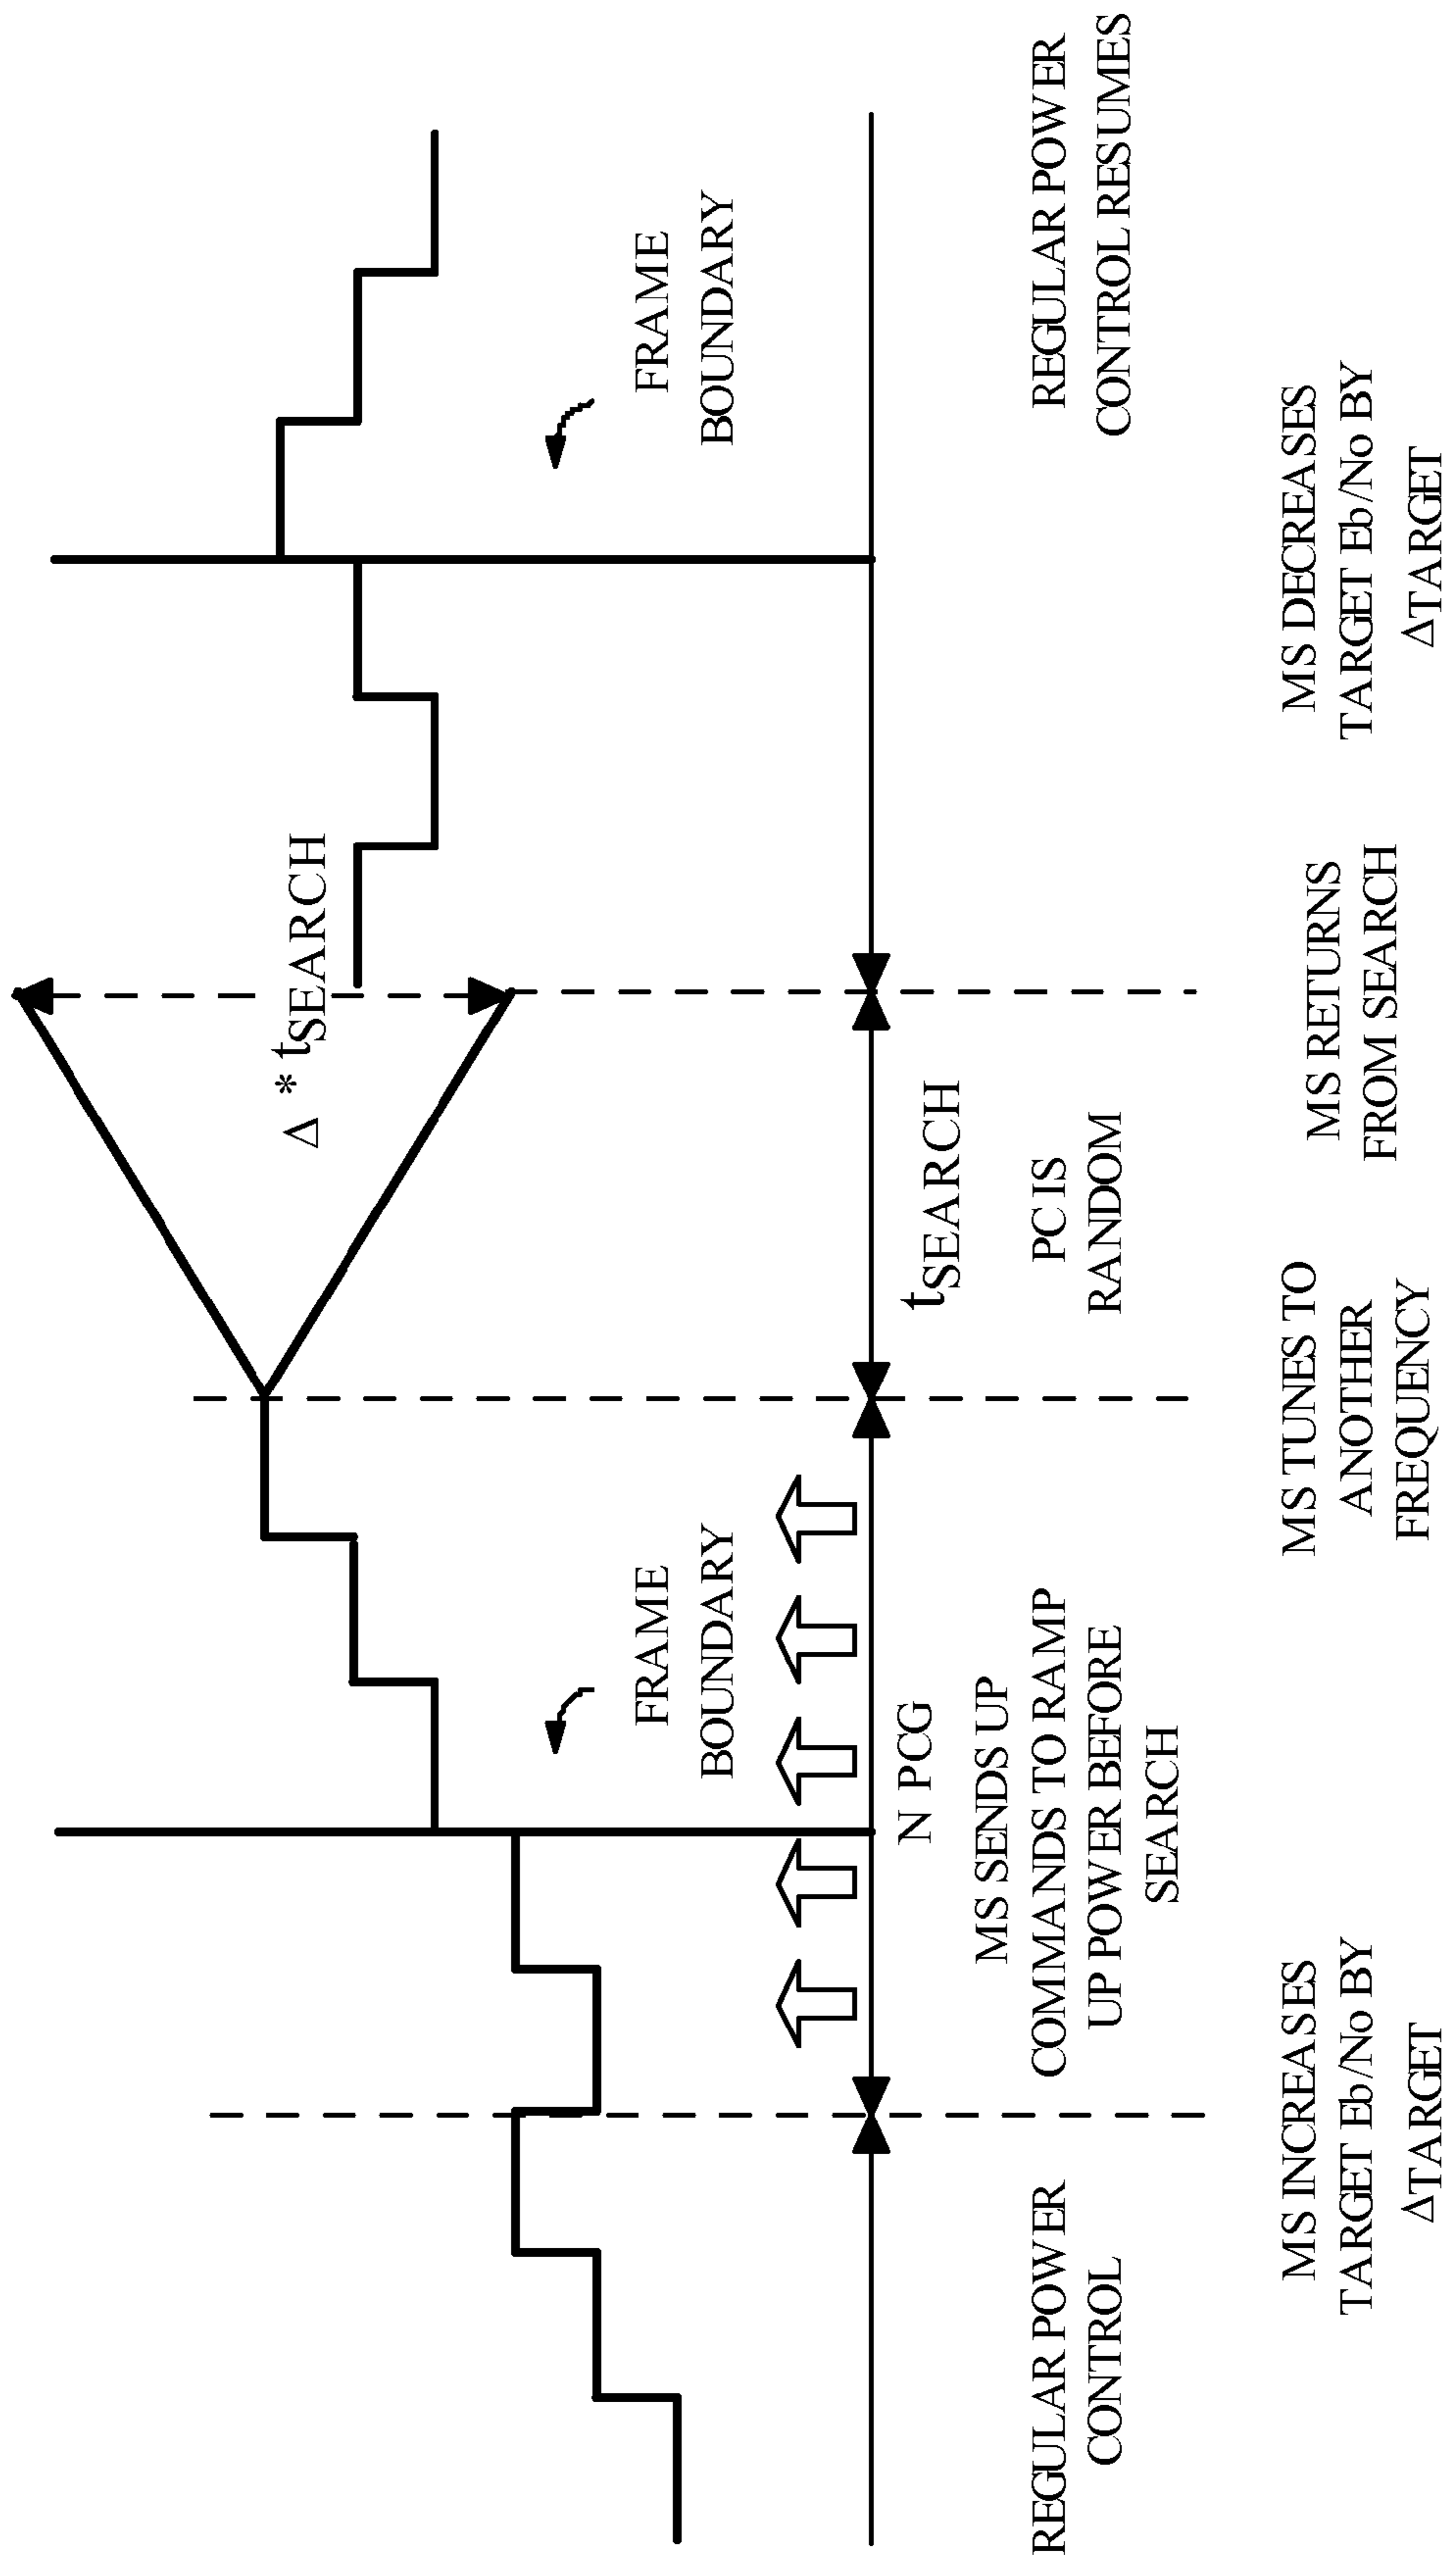 Δ * tSEARCH
FRAME
BOUNDARY
FRAME
BOUNDARY
N PCG
tSEARCH
REGULAR POWER
CONTROL
MS SENDS UP
COMMANDS TO RAMP
UP POWER BEFORE
SEARCH
PC IS
RANDOM
REGULAR POWER
CONTROL RESUMES
MS INCREASES
TARGET Eb/No BY
ΔTARGET
MS TUNES TO
ANOTHER
FREQUENCY
MS RETURNS
FROM SEARCH
MS DECREASES
TARGET Eb/No BY
ΔTARGET